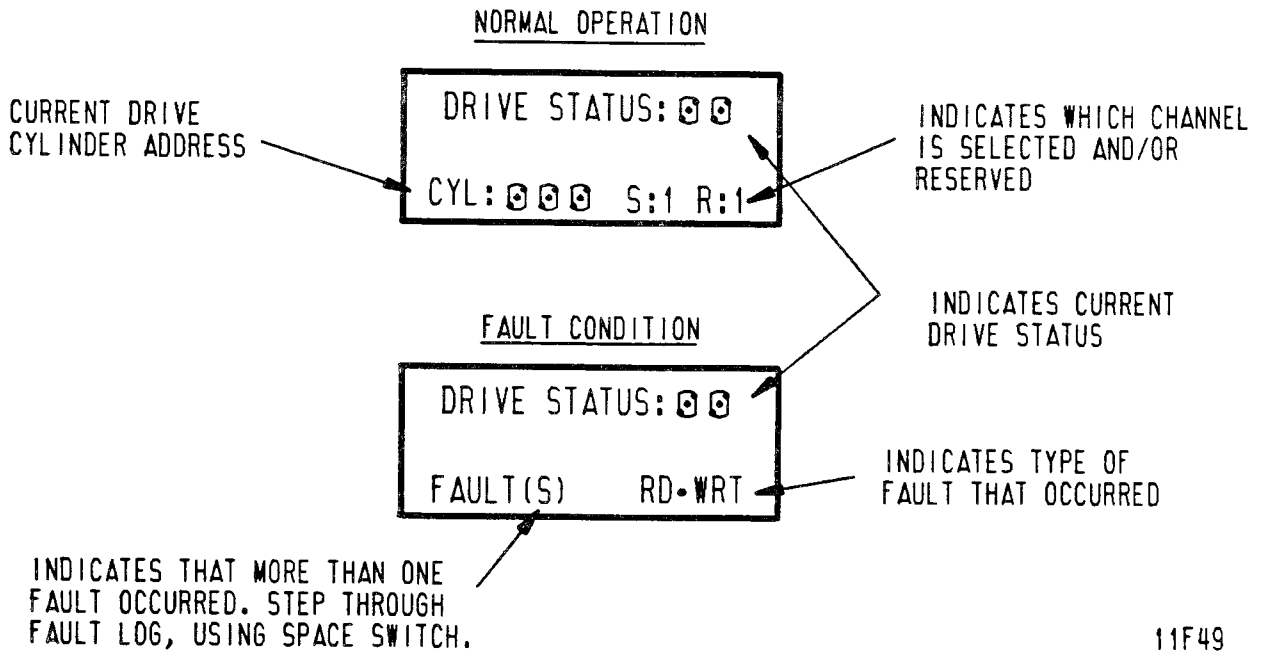 NORMAL OPERATION
DRIVE STATUS:00
CYL:000 S:1 R:1
CURRENT DRIVE
CYLINDER ADDRESS
INDICATES WHICH CHANNEL
IS SELECTED AND/OR
RESERVED
INDICATES CURRENT
DRIVE STATUS
FAULT CONDITION
DRIVE STATUS:00
FAULT(S) RD•WRT
INDICATES TYPE OF
FAULT THAT OCCURRED
INDICATES THAT MORE THAN ONE
FAULT OCCURRED. STEP THROUGH
FAULT LOG, USING SPACE SWITCH.
11F49